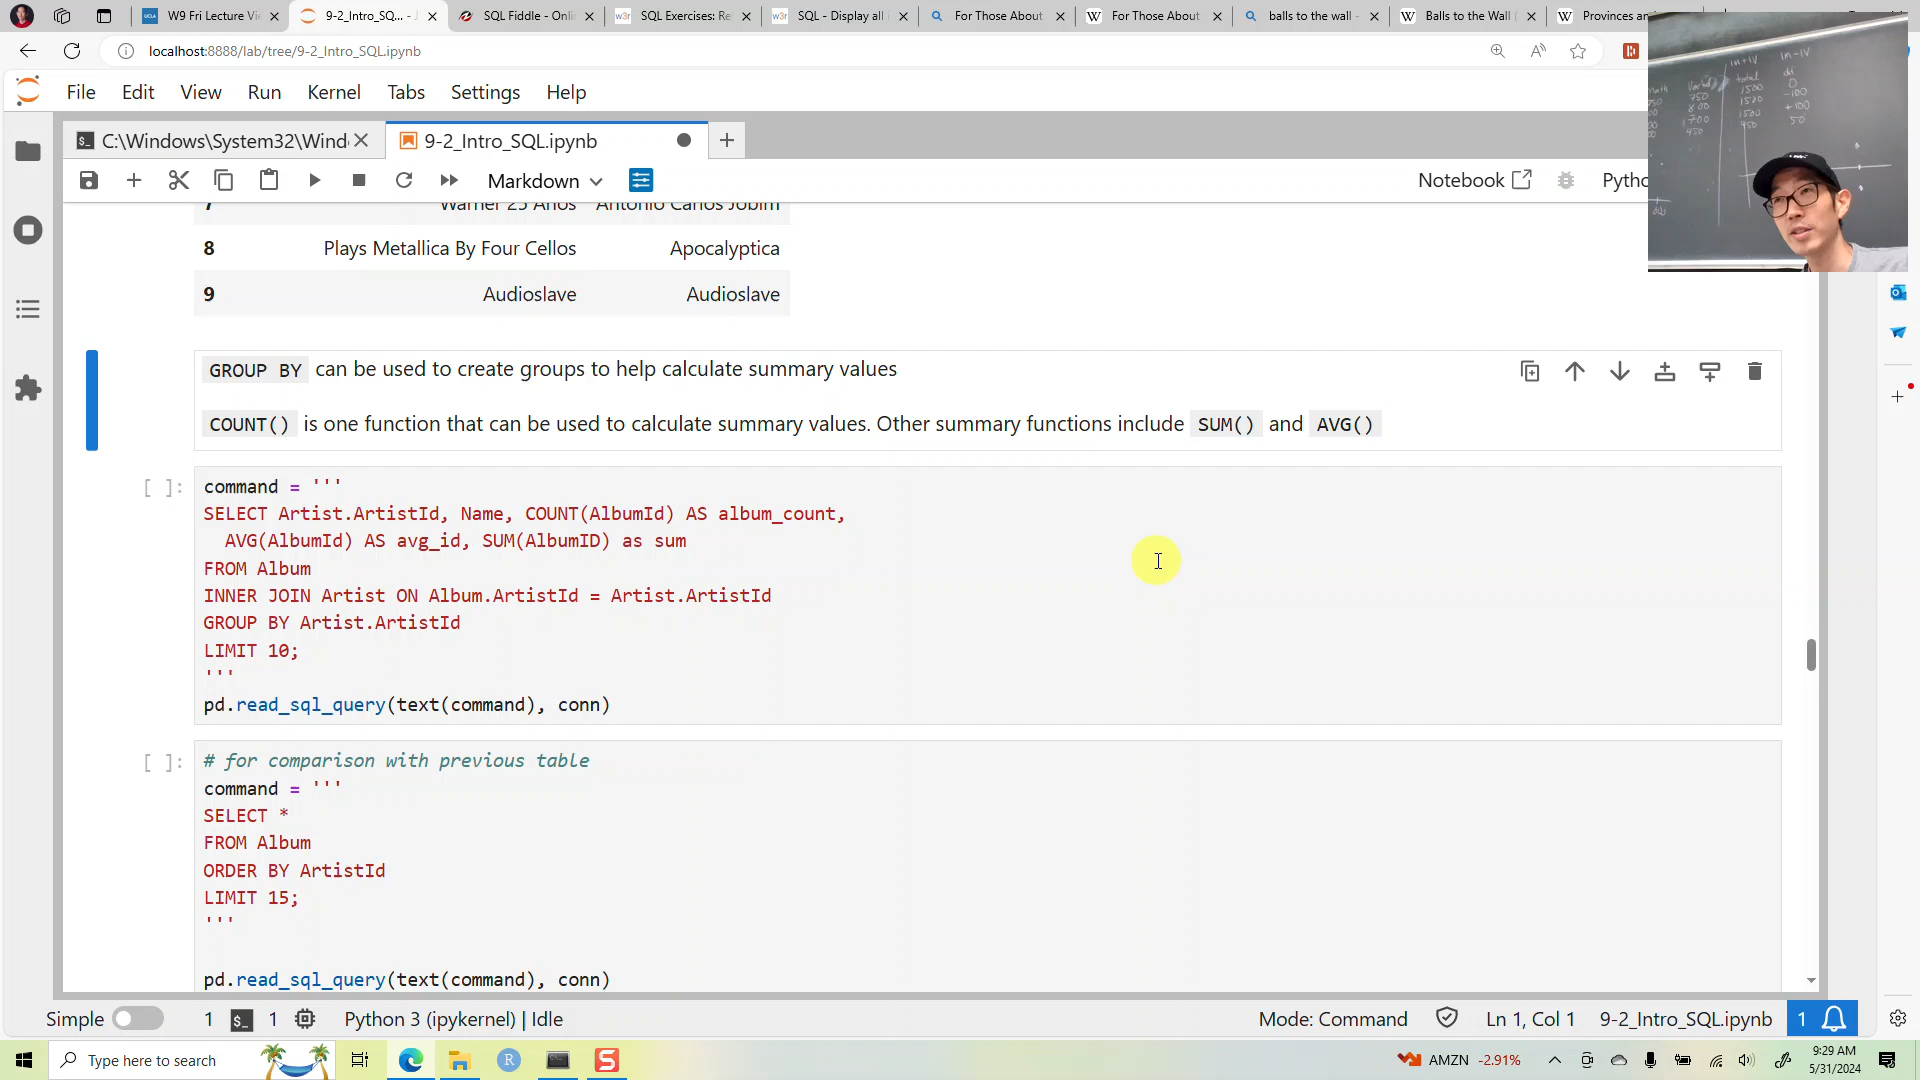 W9 Fri Lecture Vi
9-2_Intro_SQ... - J
SQL Fiddle - Onli
SQL Exercises: Re
SQL - Display all
For Those About
For Those About
balls to the wall -
Balls to the Wall (
Provinces an
localhost:8888/lab/tree/9-2_Intro_SQL.ipynb
File Edit View Run Kernel Tabs Settings Help
C:\Windows\System32\Wind
9-2_Intro_SQL.ipynb
Markdown
Notebook
Pytho
7 Warner 25 Anos Antônio Carlos Jobim
8 Plays Metallica By Four Cellos Apocalyptica
9 Audioslave Audioslave
GROUP BY can be used to create groups to help calculate summary values
COUNT() is one function that can be used to calculate summary values. Other summary functions include SUM() and AVG()
[ ]: command = '''
SELECT Artist.ArtistId, Name, COUNT(AlbumId) AS album_count,
AVG(AlbumId) AS avg_id, SUM(AlbumID) as sum
FROM Album
INNER JOIN Artist ON Album.ArtistId = Artist.ArtistId
GROUP BY Artist.ArtistId
LIMIT 10;
'''
pd.read_sql_query(text(command), conn)
[ ]: # for comparison with previous table
command = '''
SELECT *
FROM Album
ORDER BY ArtistId
LIMIT 15;
'''
pd.read_sql_query(text(command), conn)
Simple 1 1 Python 3 (ipykernel) | Idle
Mode: Command Ln 1, Col 1 9-2_Intro_SQL.ipynb 1
Type here to search
AMZN -2.91%
9:29 AM
5/31/2024